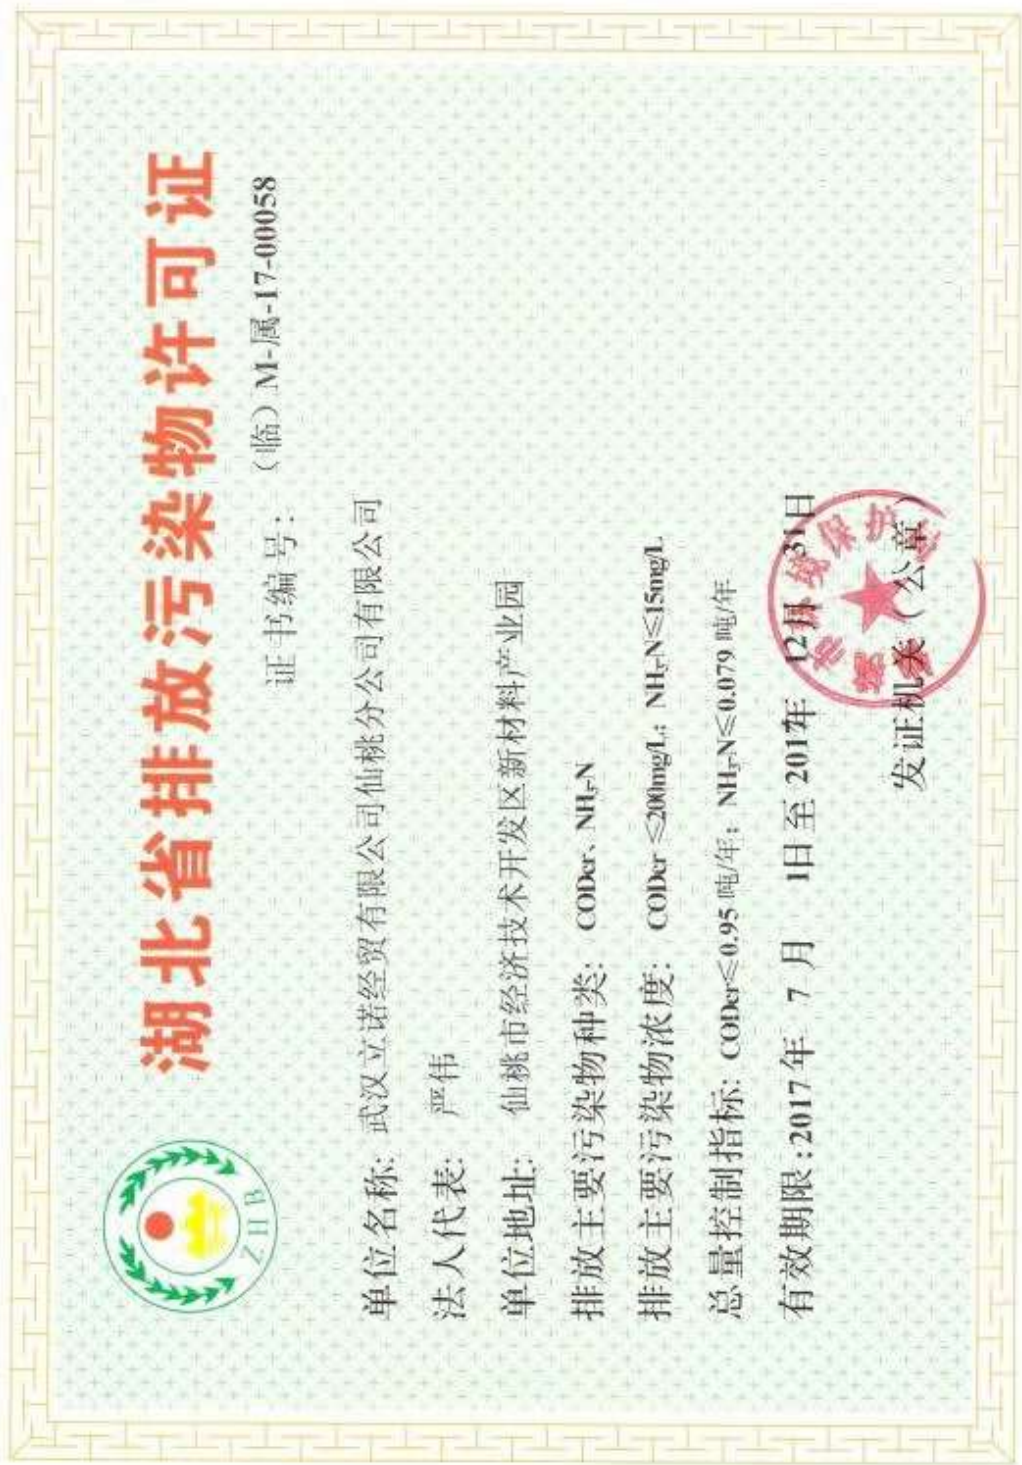 湖北省排放污染物许可证
证书编号：（临）M-属-17-00058
单位名称：武汉立诺经贸有限公司仙桃分公司有限公司
法人代表：严伟
单位地址：仙桃市经济技术开发区新材料产业园
排放主要污染物种类：CODcr、NH₃-N
排放主要污染物浓度：CODcr≤200mg/L；NH₃-N≤15mg/L
总量控制指标：CODcr≤0.95吨/年；NH₃-N≤0.079吨/年
有效期限：2017年 7 月 1日至 2017年 12月 31日
发证机关（公章）
ZHB